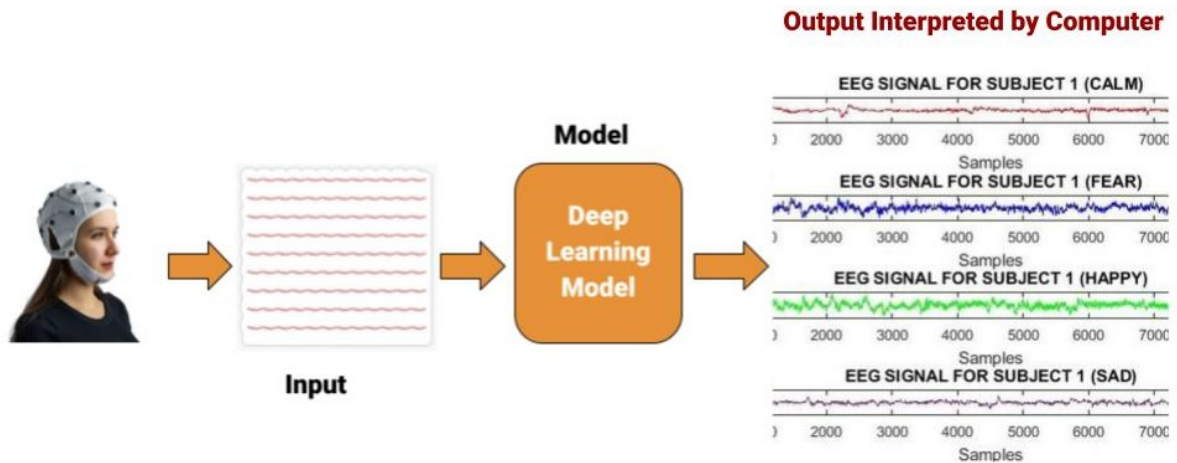 Output Interpreted by Computer
EEG SIGNAL FOR SUBJECT 1 (CALM)
2000 3000 4000 5000 6000 7000
Samples
Model
EEG SIGNAL FOR SUBJECT 1 (FEAR)
2000 3000 4000 5000 6000 7000
Samples
Deep
Learning
Model
EEG SIGNAL FOR SUBJECT 1 (HAPPY)
2000 3000 4000 5000 6000 7000
Samples
Input
EEG SIGNAL FOR SUBJECT 1 (SAD)
2000 3000 4000 5000 6000 7000
Samples